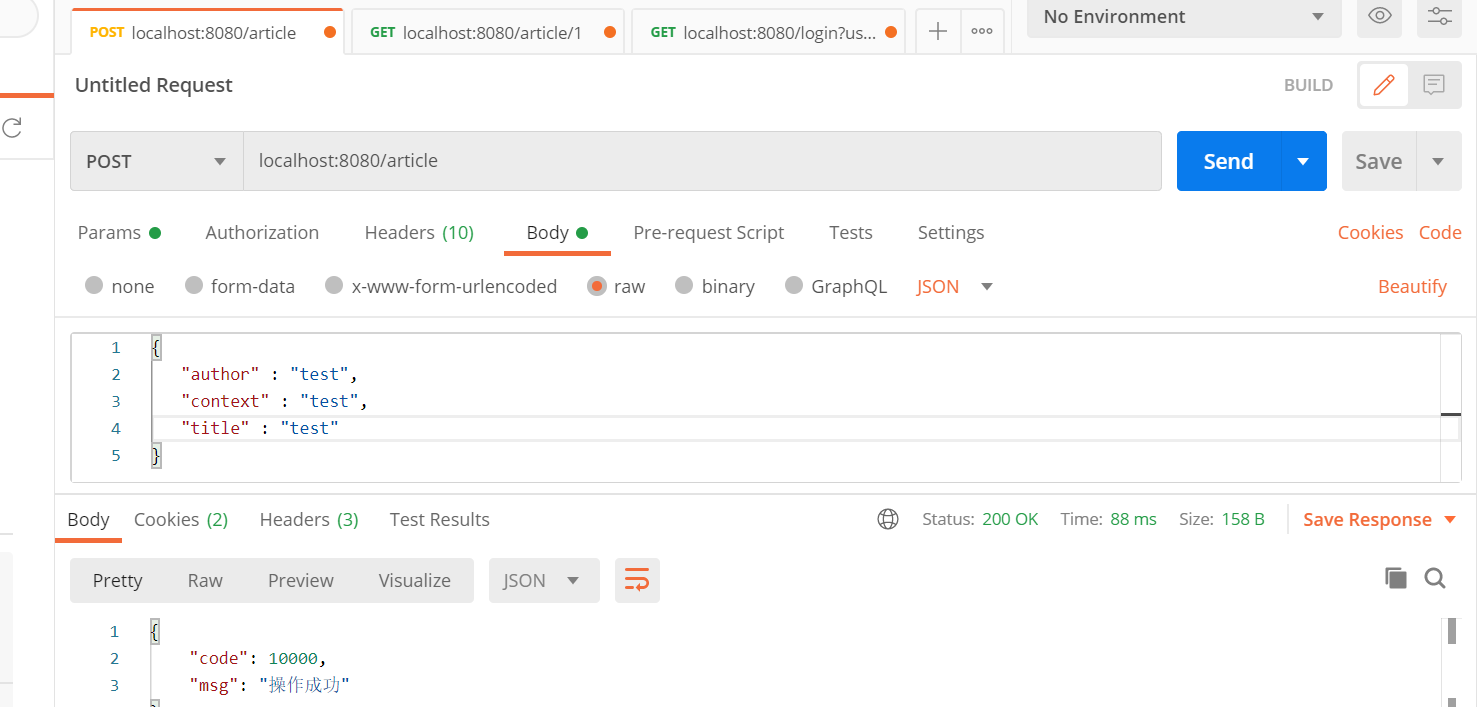 POST localhost:8080/article GET localhost:8080/article/1 GET localhost:8080/login?us... No Environment
Untitled Request BUILD
POST localhost:8080/article Send Save
Params Authorization Headers (10) Body Pre-request Script Tests Settings Cookies Code
none form-data x-www-form-urlencoded raw binary GraphQL JSON Beautify
1 {
2 "author" : "test",
3 "context" : "test",
4 "title" : "test"
5 }
Body Cookies (2) Headers (3) Test Results Status: 200 OK Time: 88 ms Size: 158 B Save Response
Pretty Raw Preview Visualize JSON
1 {
2 "code": 10000,
3 "msg": "操作成功"